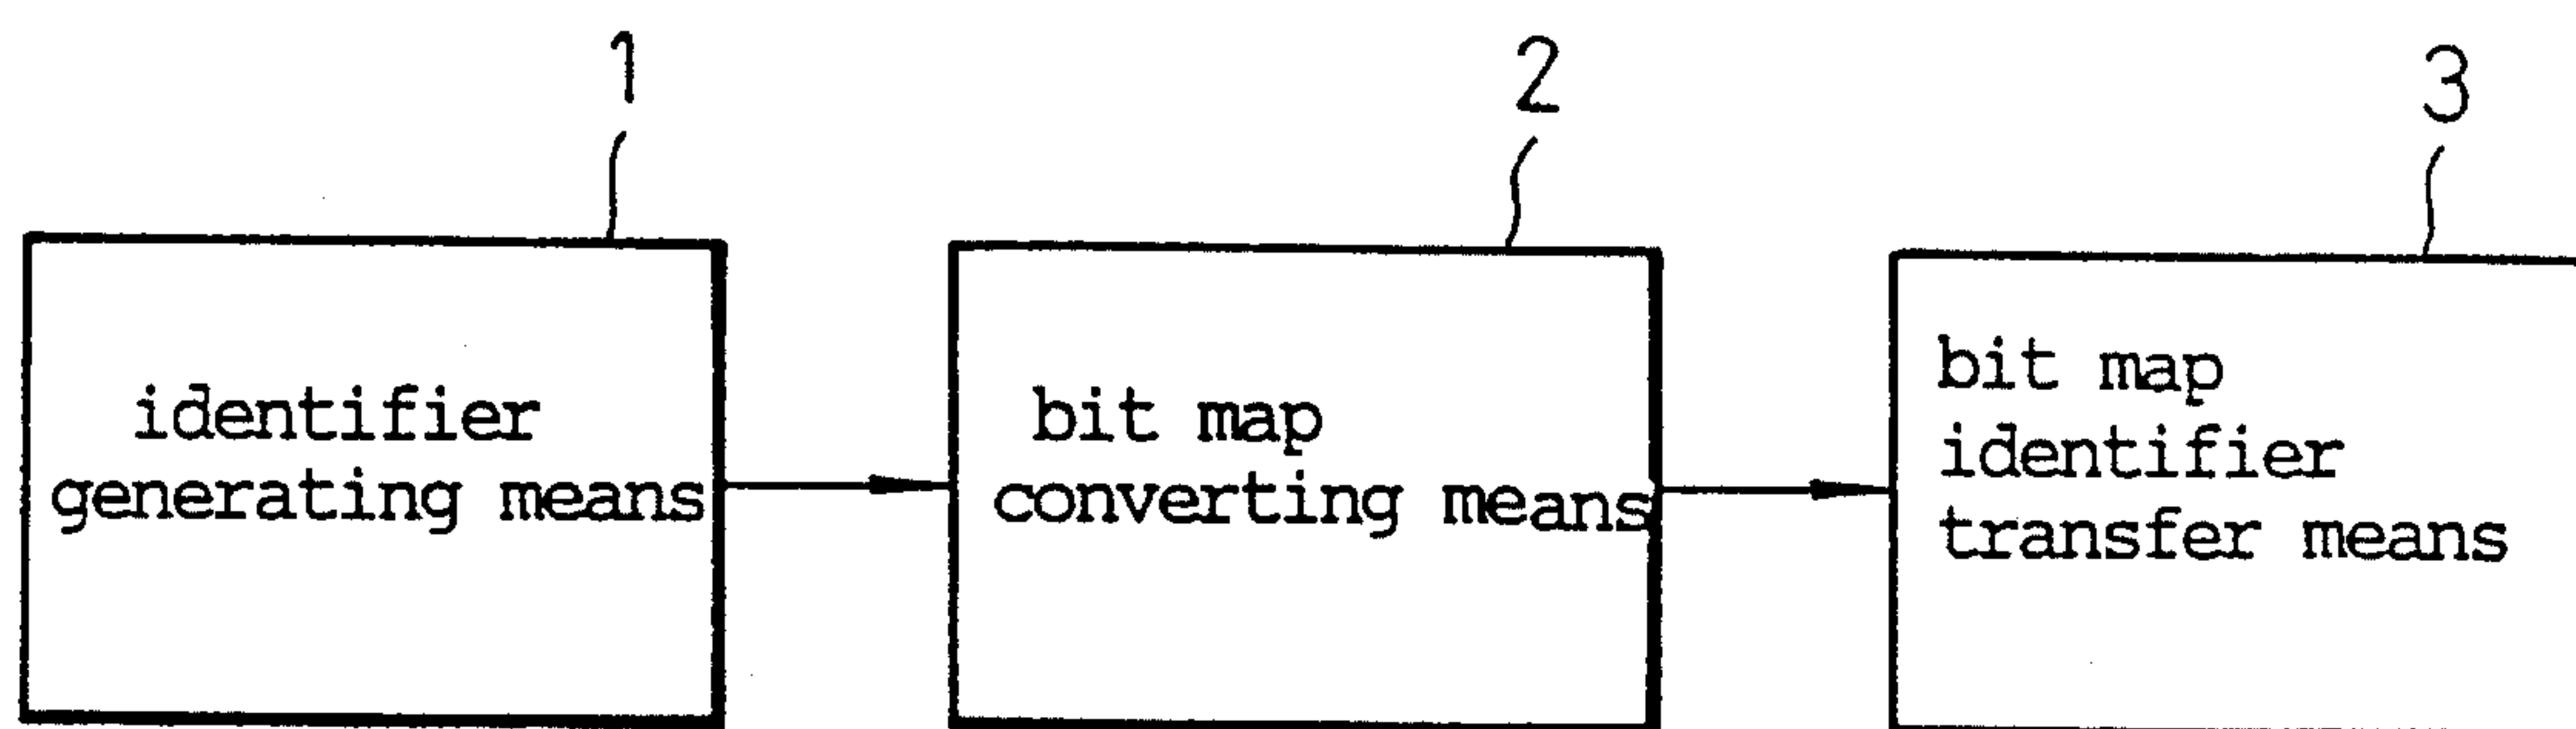 1
2
3
identifier
generating means
bit map
converting means
bit map
identifier
transfer means